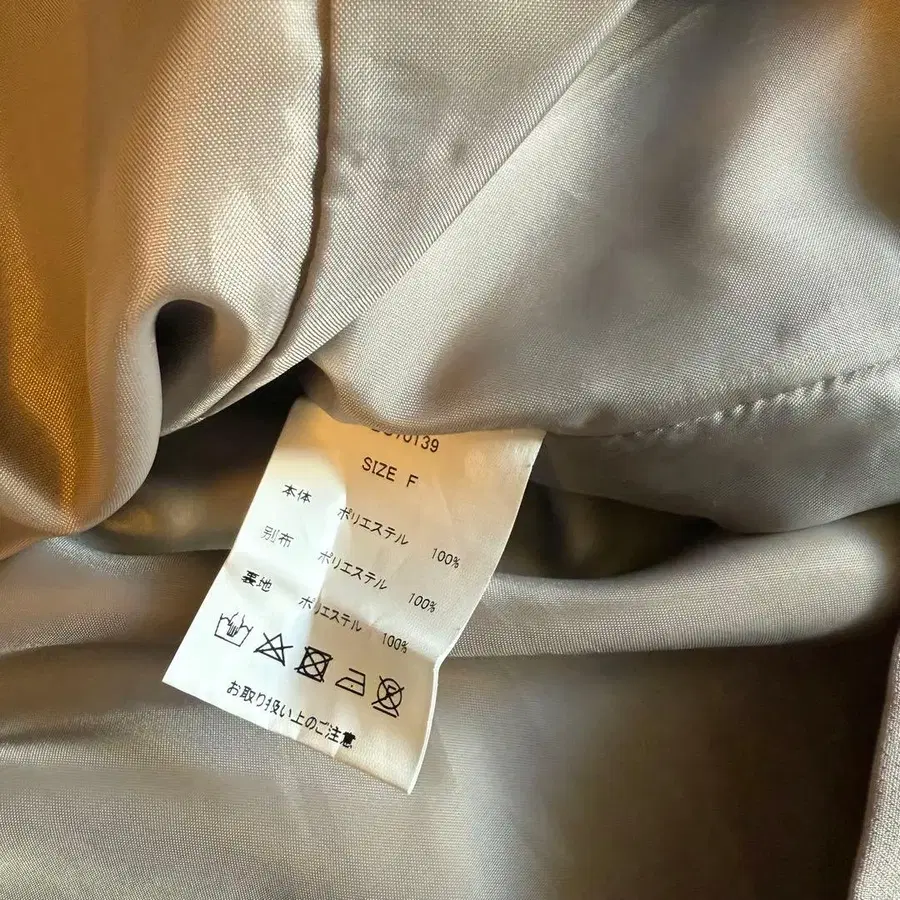 70139
SIZE F
本体 ポリエステル 100%
別布 ポリエステル 100%
裏地 ポリエステル 100%
お取り扱い上のご注意